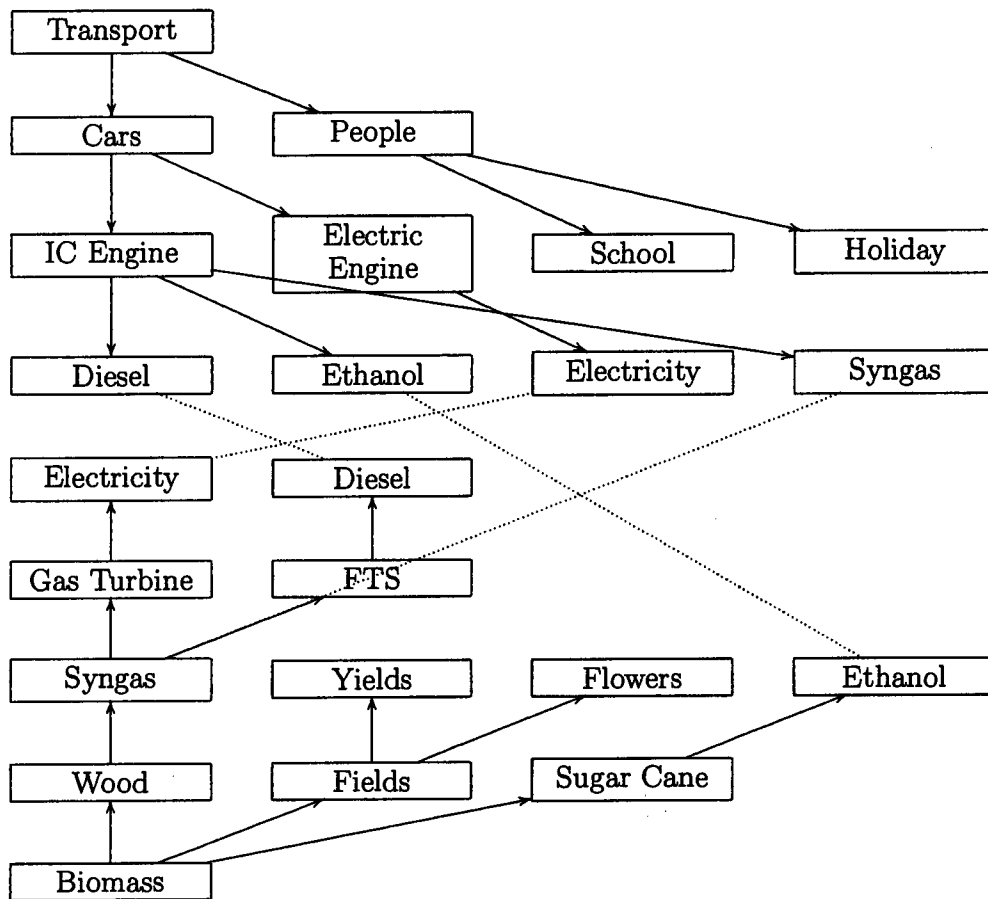 Transport
Cars
People
IC Engine
Electric
Engine
School
Holiday
Diesel
Ethanol
Electricity
Syngas
Electricity
Diesel
Gas Turbine
FTS
Syngas
Yields
Flowers
Ethanol
Wood
Fields
Sugar Cane
Biomass